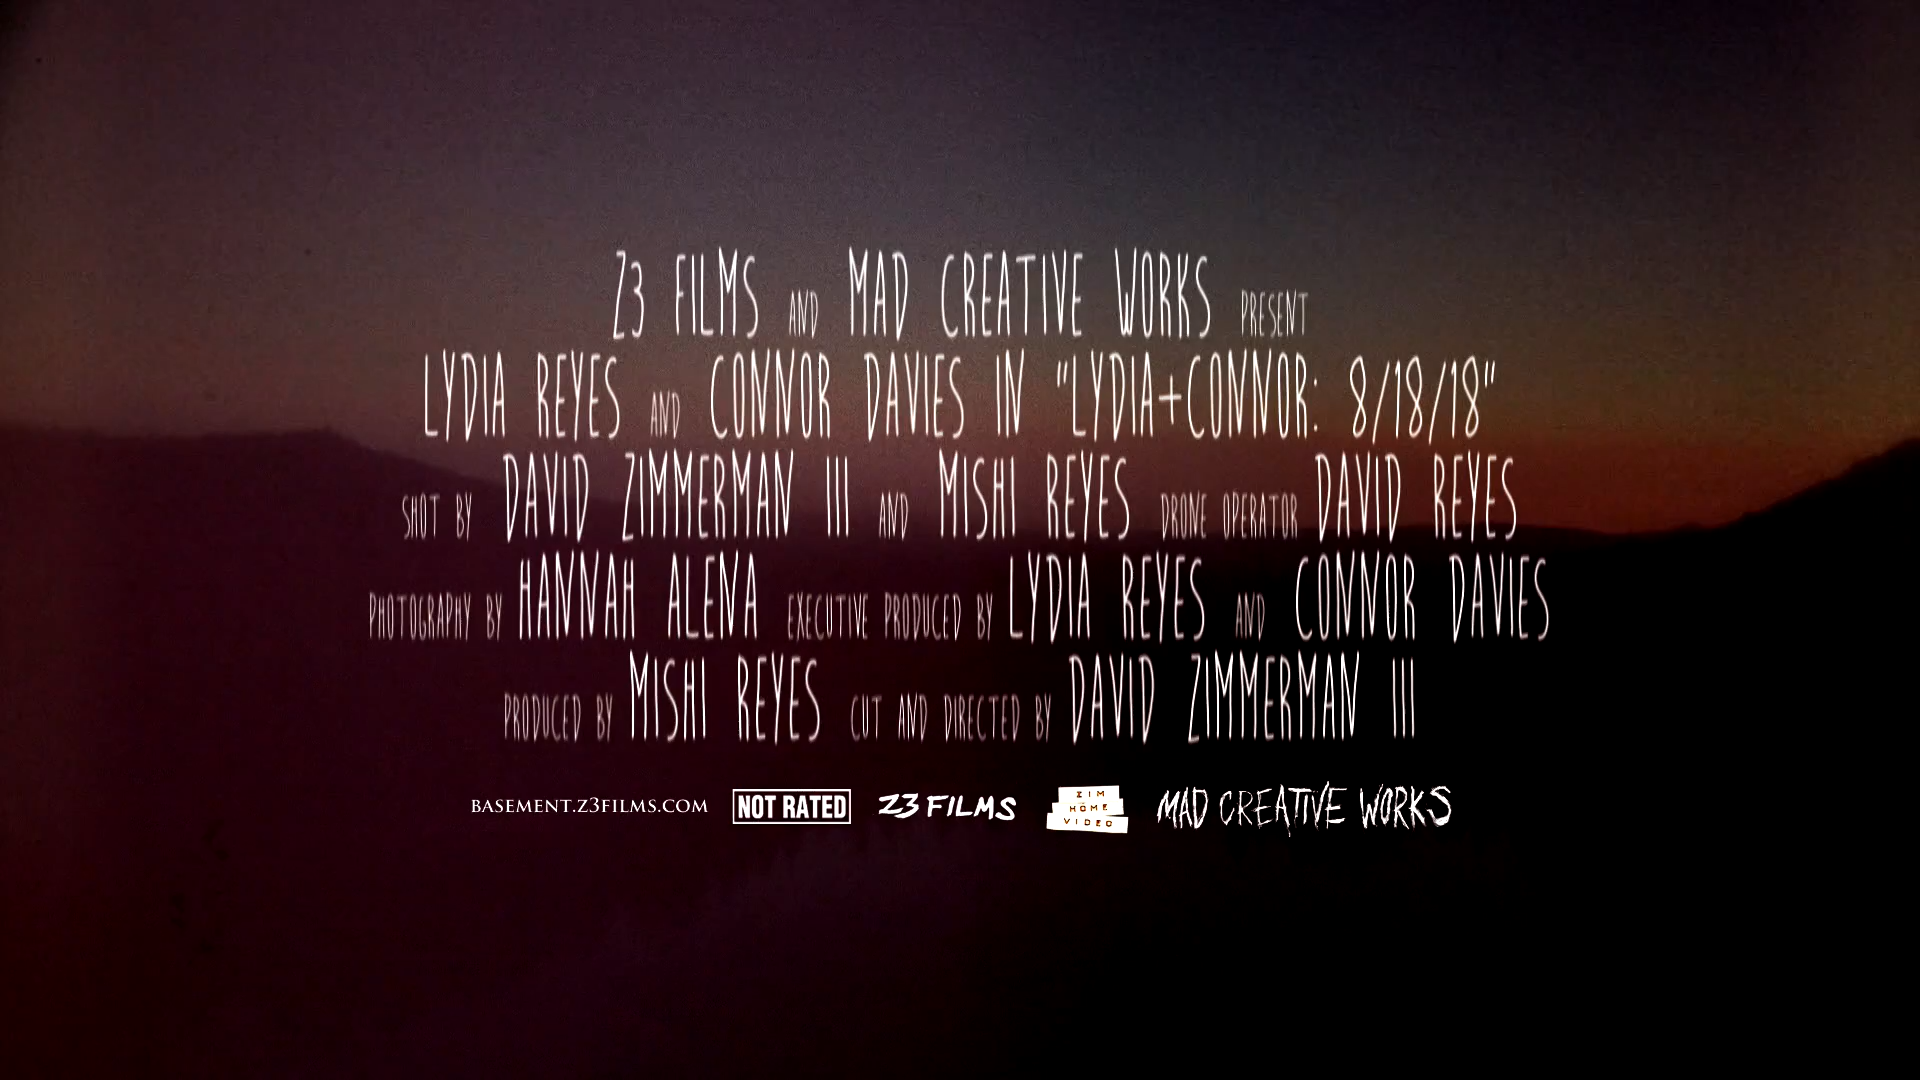 Z3 FILMS AND MAD CREATIVE WORKS PRESENT
LYDIA REYES AND CONNOR DAVIES IN "LYDIA+CONNOR: 8/18/18"
SHOT BY DAVID ZIMMERMAN III AND MISHI REYES DRONE OPERATOR DAVID REYES
PHOTOGRAPHY BY HANNAH ALENA EXECUTIVE PRODUCED BY LYDIA REYES AND CONNOR DAVIES
PRODUCED BY MISHI REYES CUT AND DIRECTED BY DAVID ZIMMERMAN III
BASEMENT.Z3FILMS.COM NOT RATED Z3 FILMS ZIM HOME VIDEO MAD CREATIVE WORKS